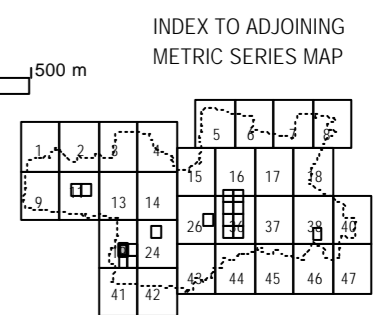 INDEX TO ADJOINING
METRIC SERIES MAP
500 m
5 6 7 8
1 2 3 4
15 16 17 18
9 11 13 14
26 36 37 38 40
24
43 44 45 46 47
41 42